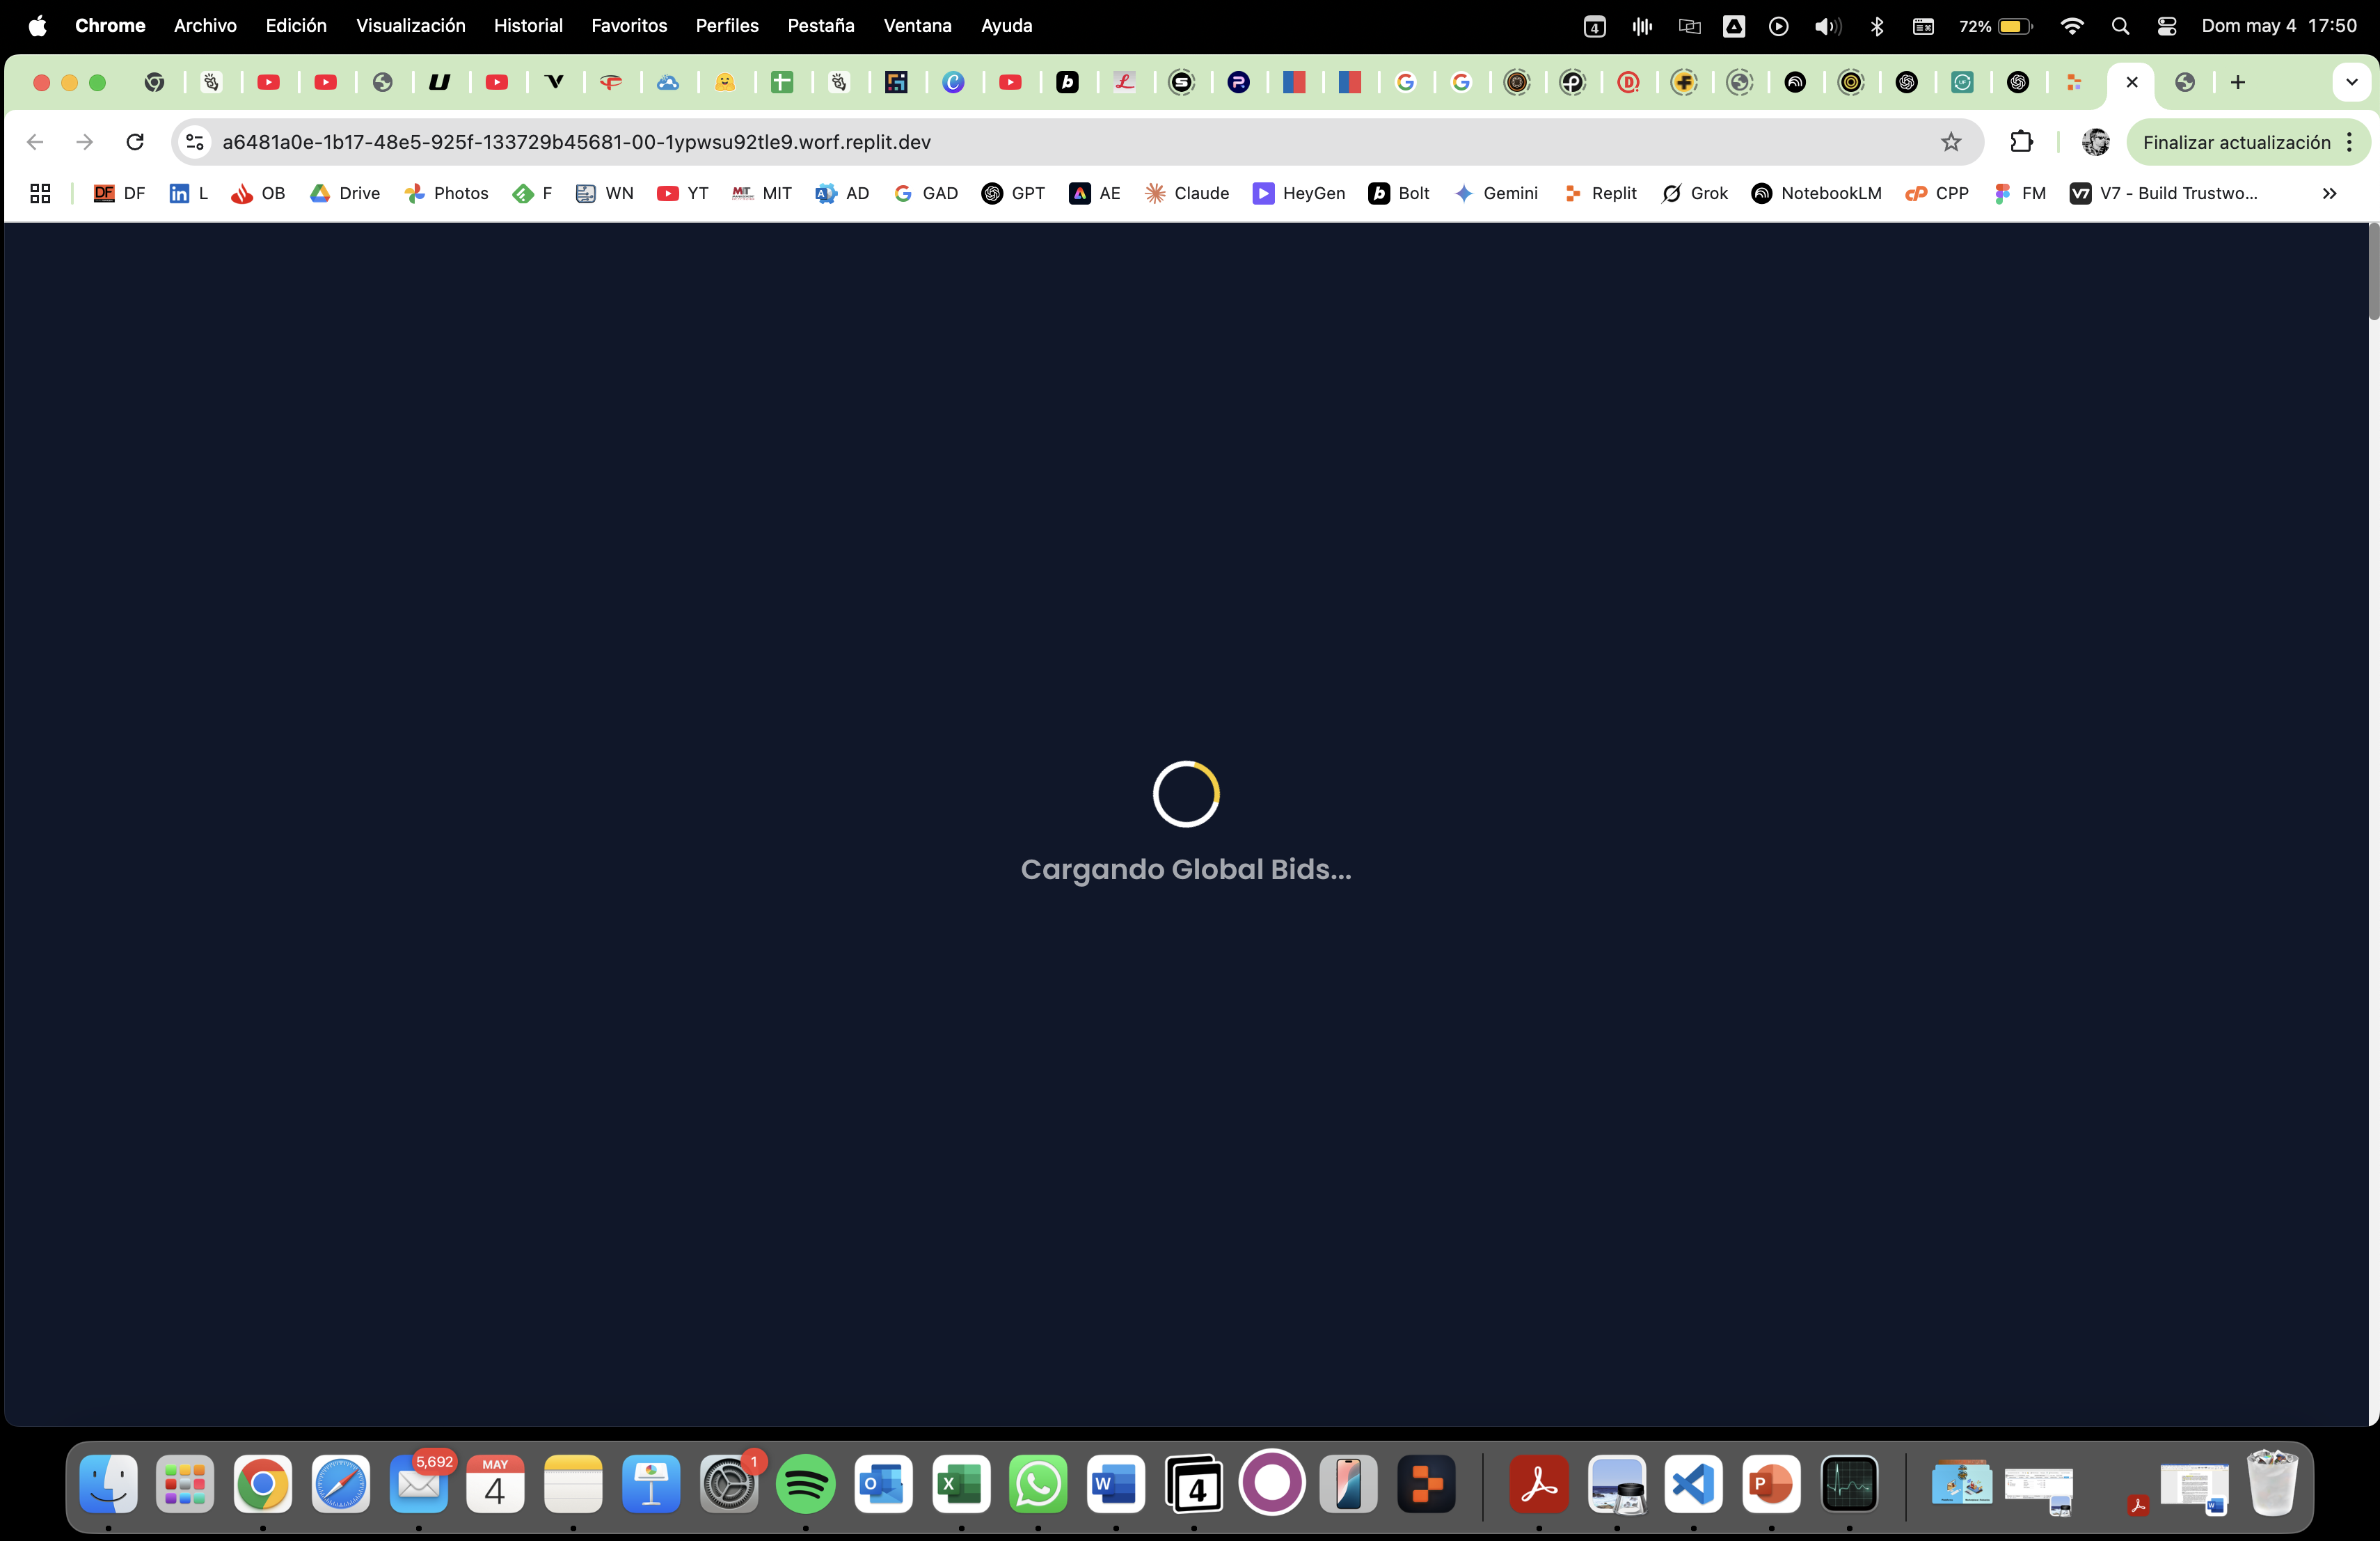 Chrome Archivo Edición Visualización Historial Favoritos Perfiles Pestaña Ventana Ayuda 4 72% Dom may 4 17:50
a6481a0e-1b17-48e5-925f-133729b45681-00-1ypwsu92tle9.worf.replit.dev Finalizar actualización
DF L OB Drive Photos F WN YT MIT AD GAD GPT AE Claude HeyGen Bolt Gemini Replit Grok NotebookLM CPP FM V7 - Build Trustwo...
Cargando Global Bids...
5,692 MAY 4 1 4